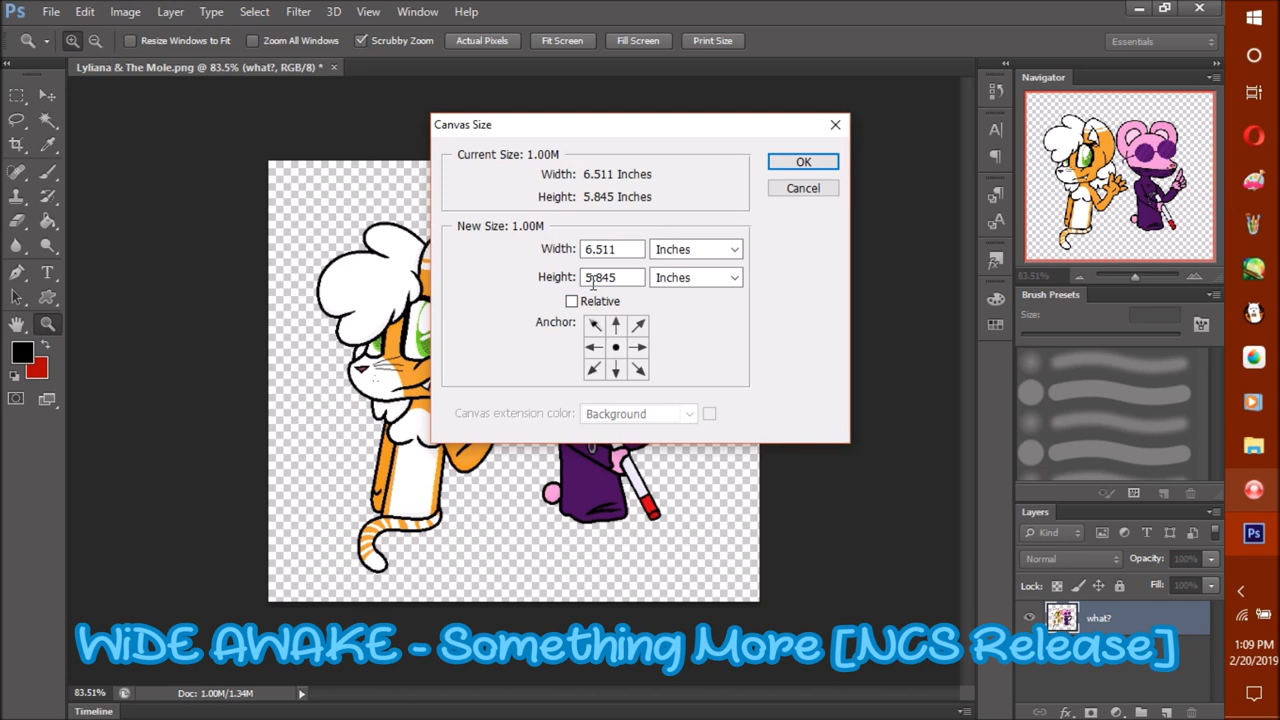 Ps File Edit Image Layer Type Select Filter 3D View Window Help
Resize Windows to Fit Zoom All Windows Scrubby Zoom Actual Pixels Fit Screen Fill Screen Print Size Essentials
Lyliana & The Mole.png @ 83.5% (what?, RGB/8) *
Navigator
Canvas Size
Current Size: 1.00M
Width: 6.511 Inches
Height: 5.845 Inches
OK
Cancel
New Size: 1.00M
Width: 6.511 Inches
Height: 5.845 Inches
Relative
Anchor:
Canvas extension color: Background
83.51%
Brush Presets
Size:
Layers
Kind
Normal Opacity: 100%
Lock: Fill: 100%
what?
Ps
WiDE AWAKE - Something More [NCS Release]
1:09 PM
2/20/2019
83.51% Doc: 1.00M/1.34M
Timeline